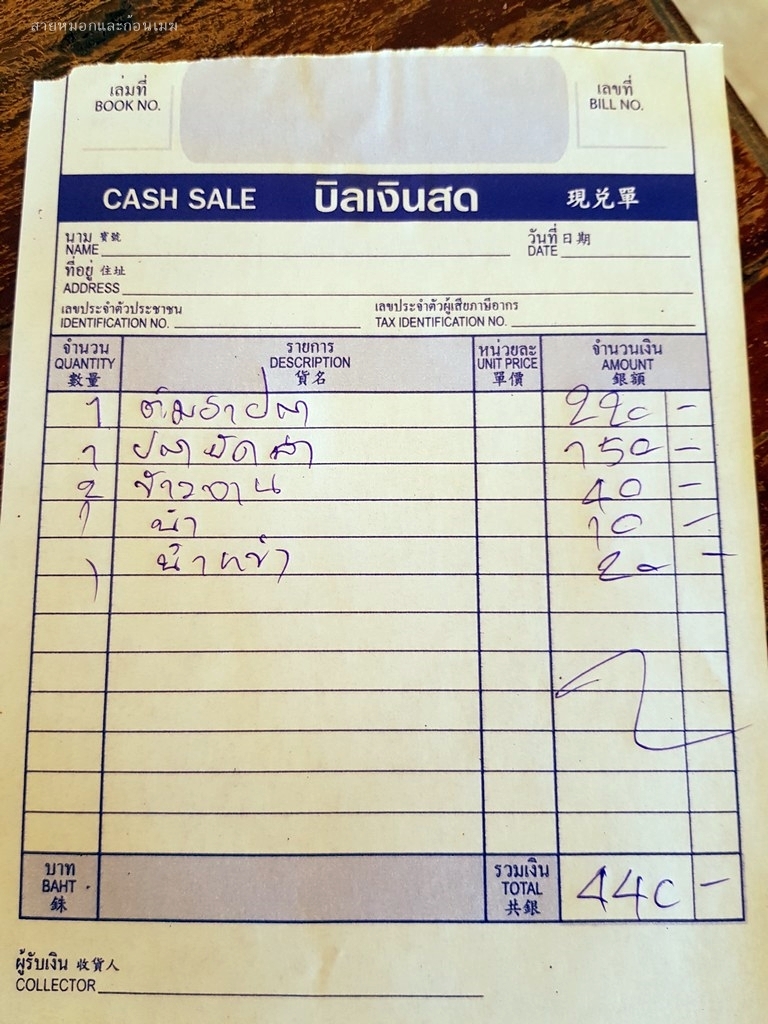 สายหมอกและก้อนเมฆ
เล่มที่
BOOK NO.
เลขที่
BILL NO.
CASH SALE บิลเงินสด 現兑單
นาม 寶號
NAME
วันที่ 日期
DATE
ที่อยู่ 住址
ADDRESS
เลขประจำตัวประชาชน
IDENTIFICATION NO.
เลขประจำตัวผู้เสียภาษีอากร
TAX IDENTIFICATION NO.
จำนวน
QUANTITY
數量
รายการ
DESCRIPTION
貨名
หน่วยละ
UNIT PRICE
單價
จำนวนเงิน
AMOUNT
銀額
1 ต้มยำปลา 220 -
1 ปลาผัดฉ่า 150 -
2 ข้าวจาน 40 -
1 น้ำ 10 -
1 น้ำแข็ง 20 -
บาท
BAHT
銖
รวมเงิน
TOTAL
共銀
440 -
ผู้รับเงิน 收貨人
COLLECTOR